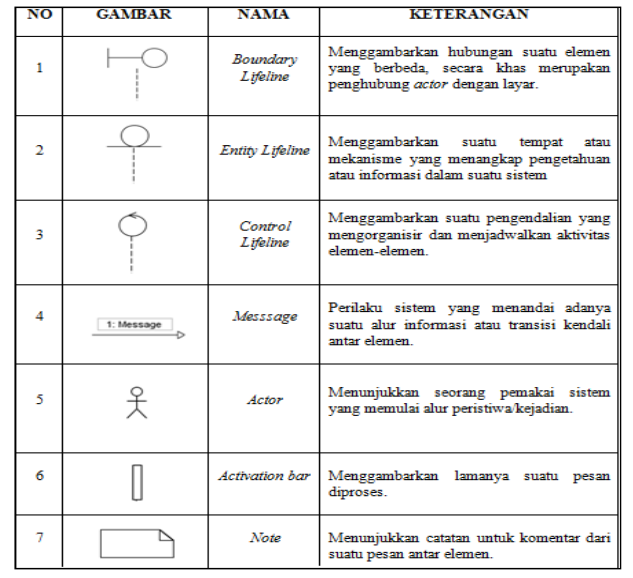 NO GAMBAR NAMA KETERANGAN
1
Boundary
Lifeline
Menggambarkan hubungan suatu elemen
yang berbeda, secara khas merupakan
penghubung actor dengan layar.
2
Entity Lifeline
Menggambarkan suatu tempat atau
mekanisme yang menangkap pengetahuan
atau informasi dalam suatu sistem
3
Control
Lifeline
Menggambarkan suatu pengendalian yang
mengorganisir dan menjadwalkan aktivitas
elemen-elemen.
4
1: Message
Messsage
Perilaku sistem yang menandai adanya
suatu alur informasi atau transisi kendali
antar elemen.
5
Actor
Menunjukkan seorang pemakai sistem
yang memulai alur peristiwa/kejadian.
6
Activation bar
Menggambarkan lamanya suatu pesan
diproses.
7
Note
Menunjukkan catatan untuk komentar dari
suatu pesan antar elemen.